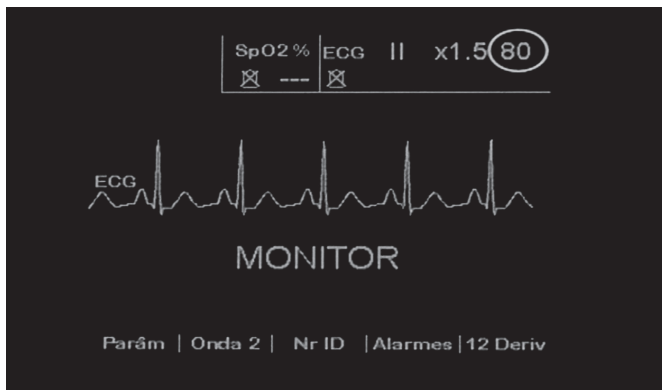 SpO2% | ECG II x1.5 80
---
ECG
MONITOR
Parâm | Onda 2 | Nr ID | Alarmes | 12 Deriv